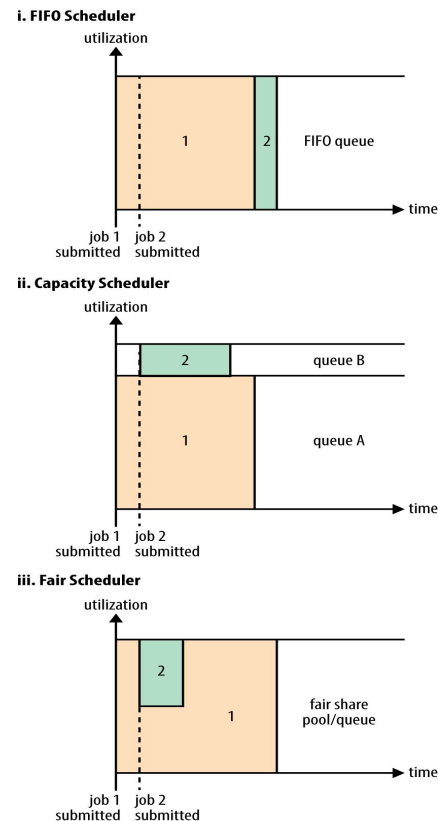 i. FIFO Scheduler
utilization
1
2
FIFO queue
time
job 1 job 2
submitted submitted
ii. Capacity Scheduler
utilization
2
queue B
1
queue A
time
job 1 job 2
submitted submitted
iii. Fair Scheduler
utilization
2
1
fair share
pool/queue
time
job 1 job 2
submitted submitted